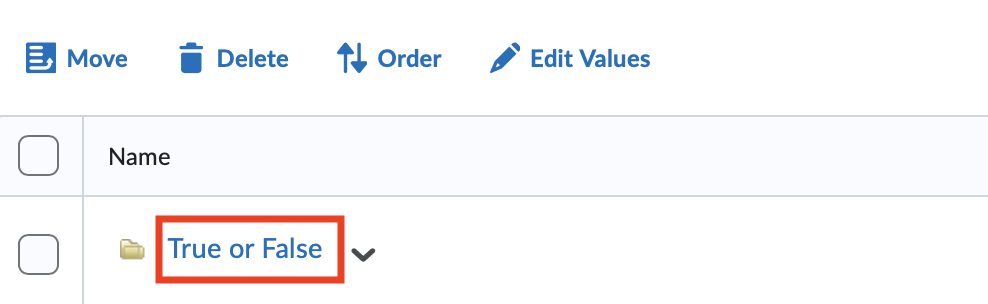 Move Delete Order Edit Values
Name
True or False